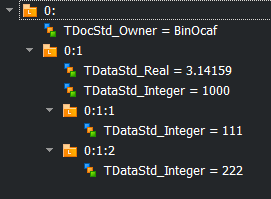 0:
TDocStd_Owner = BinOcaf
0:1
TDataStd_Real = 3.14159
TDataStd_Integer = 1000
0:1:1
TDataStd_Integer = 111
0:1:2
TDataStd_Integer = 222